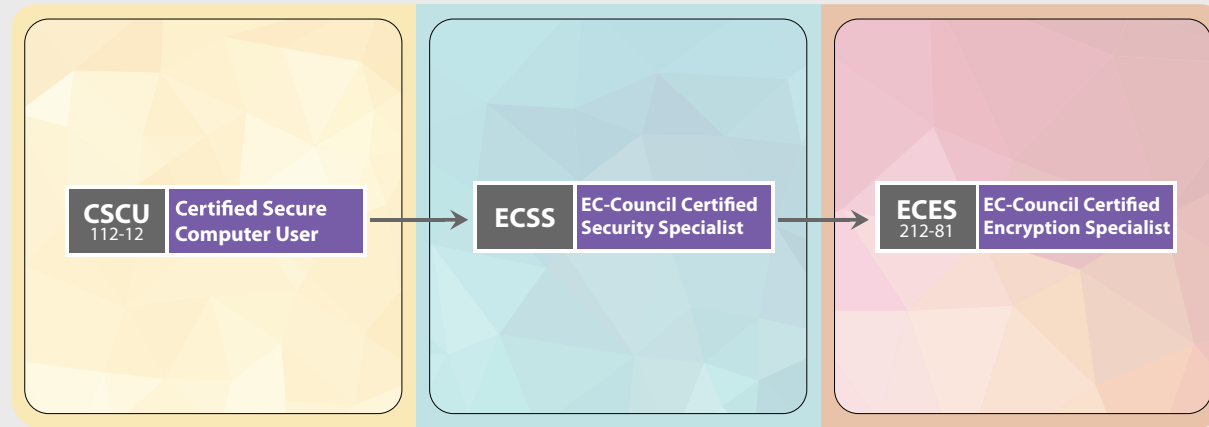 CSCU
112-12
Certified Secure
Computer User
ECSS
EC-Council Certified
Security Specialist
ECES
212-81
EC-Council Certified
Encryption Specialist